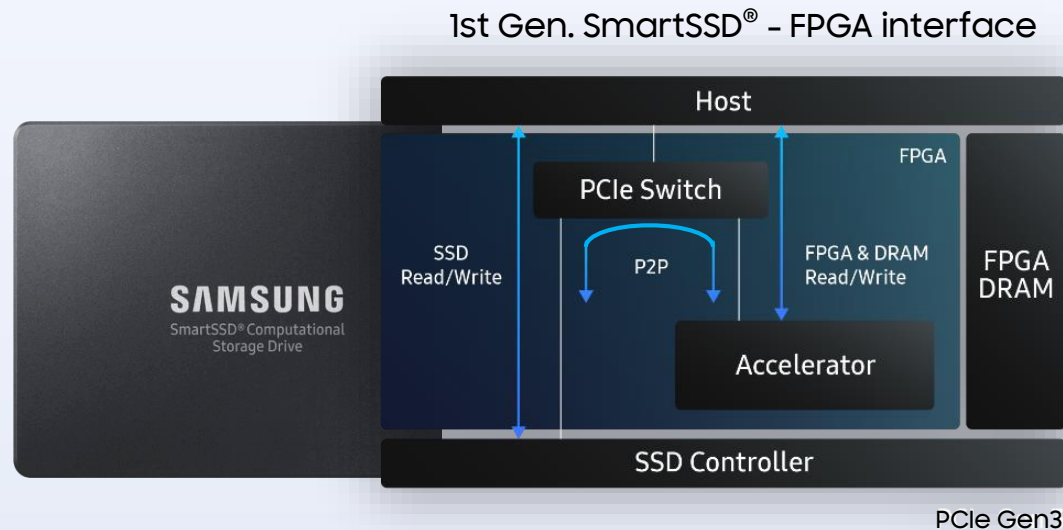 1st Gen. SmartSSD® - FPGA interface
Host
FPGA
PCIe Switch
SSD
Read/Write
P2P
FPGA & DRAM
Read/Write
FPGA
DRAM
SAMSUNG
SmartSSD® Computational
Storage Drive
Accelerator
SSD Controller
PCIe Gen3